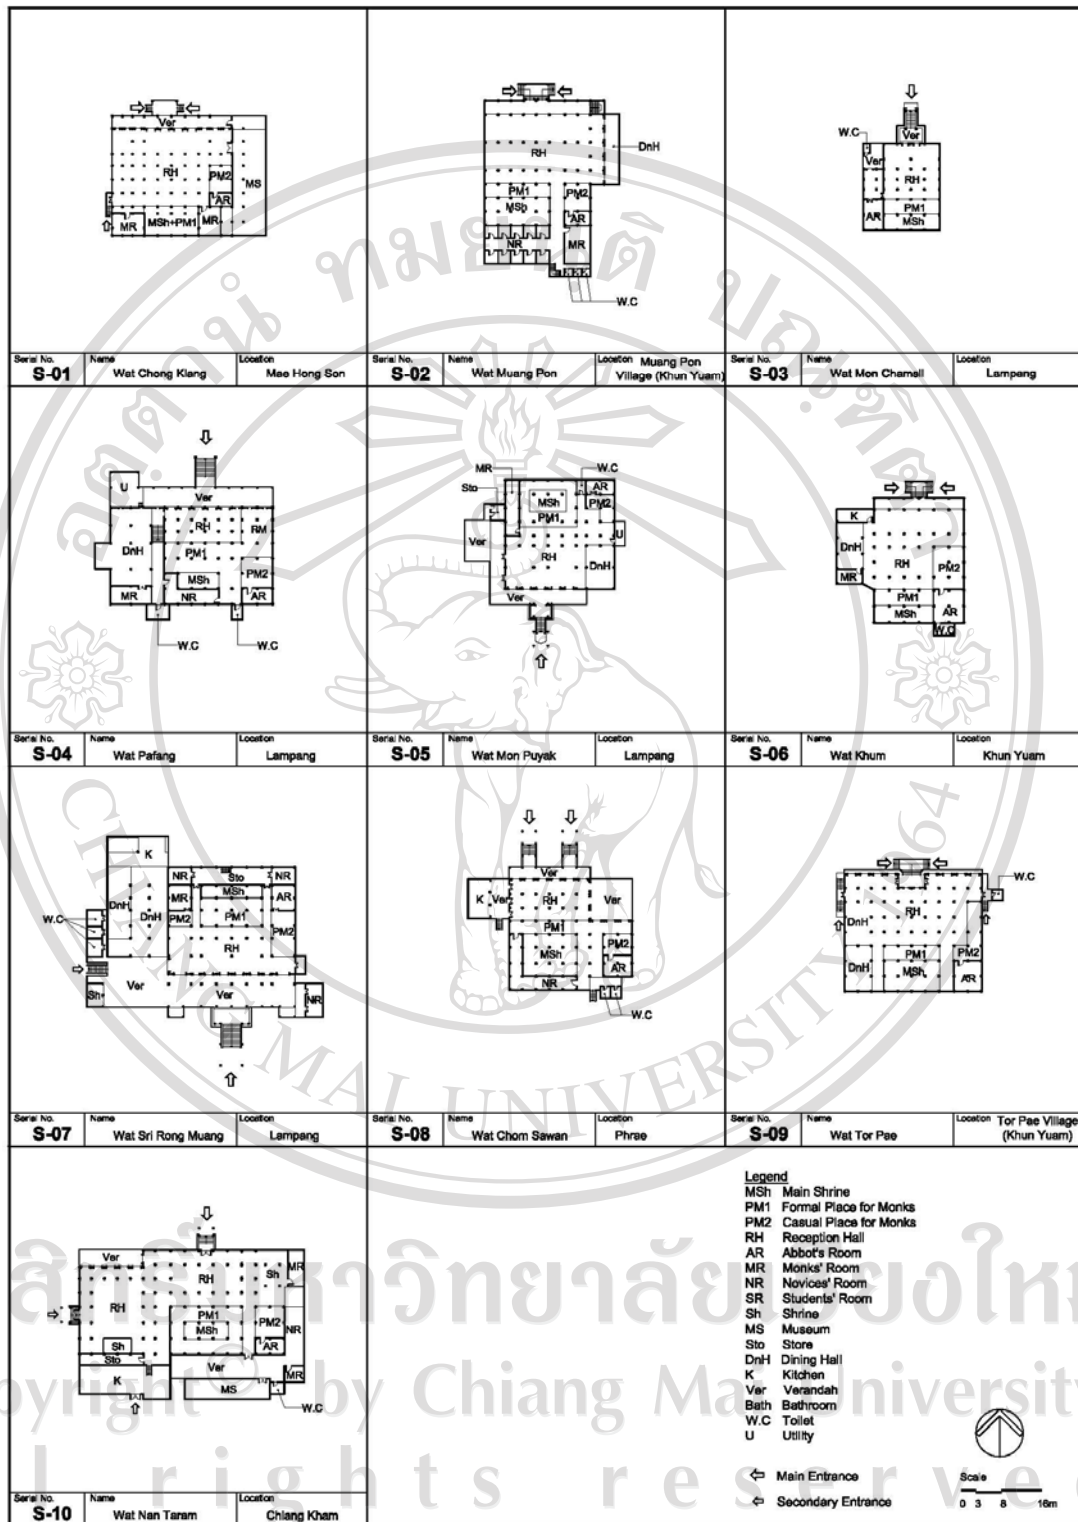 Ver
RH
PM2
MS
AR
MR
MSh+PM1
MR
RH
DnH
PM1
PM2
MSh
AR
NR
MR
W.C
W.C
Ver
Ver
RH
AR
PM1
MSh
Serial No.
Name
Location
S-01
Wat Chong Klang
Mae Hong Son
Serial No.
Name
Location Muang Pon
S-02
Wat Muang Pon
Village (Khun Yuam)
Serial No.
Name
Location
S-03
Wat Mon Chamsil
Lampang
U
Ver
RH
RM
DnH
PM1
MSh
PM2
MR
NR
AR
W.C
W.C
MR
W.C
Sto
AR
MSh
PM2
PM1
Ver
U
RH
DnH
Ver
K
DnH
RH
PM2
MR
PM1
MSh
AR
W.C
Serial No.
Name
Location
S-04
Wat Pafang
Lampang
Serial No.
Name
Location
S-05
Wat Mon Puyak
Lampang
Serial No.
Name
Location
S-06
Wat Khum
Khun Yuam
K
NR
Sto
NR
MSh
DnH
MR
AR
W.C
DnH
PM2
PM1
PM2
RH
Ver
Sh
Ver
NR
Ver
K
Ver
RH
Ver
PM1
MSh
PM2
AR
NR
W.C
W.C
RH
DnH
PM1
PM2
DnH
MSh
AR
Serial No.
Name
Location
S-07
Wat Sri Rong Muang
Lampang
Serial No.
Name
Location
S-08
Wat Chom Sawan
Phrae
Serial No.
Name
Location Tor Pae Village
S-09
Wat Tor Pae
(Khun Yuam)
Ver
RH
Sh
MR
RH
PM1
PM2
MSh
NR
Sh
AR
Sto
Ver
K
MR
MS
W.C
Serial No.
Name
Location
S-10
Wat Nan Taram
Chiang Kham
Legend
MSh Main Shrine
PM1 Formal Place for Monks
PM2 Casual Place for Monks
RH Reception Hall
AR Abbot's Room
MR Monks' Room
NR Novices' Room
SR Students' Room
Sh Shrine
MS Museum
Sto Store
DnH Dining Hall
K Kitchen
Ver Verandah
Bath Bathroom
W.C Toilet
U Utility
Main Entrance
Secondary Entrance
Scale
0 3 8 16m
CHIANG MAI UNIVERSITY 1964
by Chiang Mai University
rights reserve